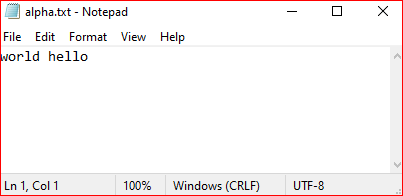 alpha.txt - Notepad
File Edit Format View Help
world hello
Ln 1, Col 1 100% Windows (CRLF) UTF-8